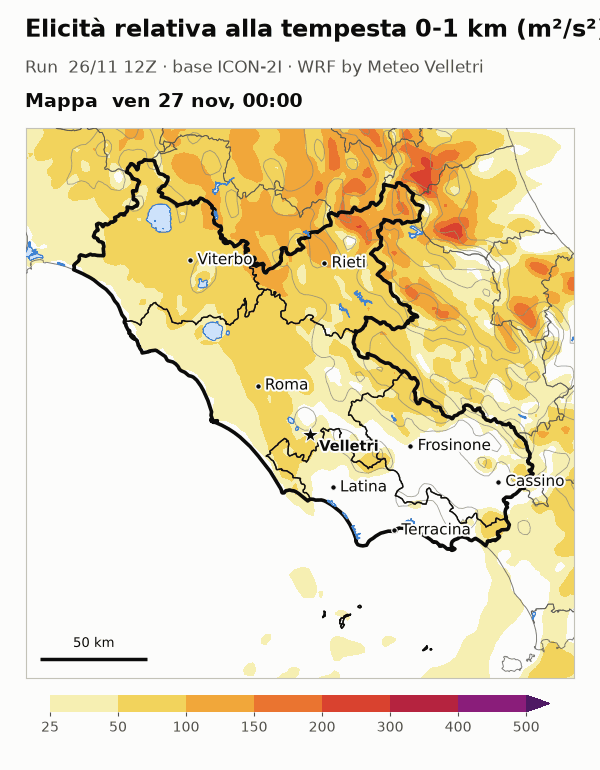 Elicità relativa alla tempesta 0-1 km (m²/s²)
Run 26/11 12Z · base ICON-2I · WRF by Meteo Velletri
Mappa ven 27 nov, 00:00
Viterbo
Rieti
Roma
Velletri
Frosinone
Latina
Cassino
Terracina
50 km
25 50 100 150 200 300 400 500